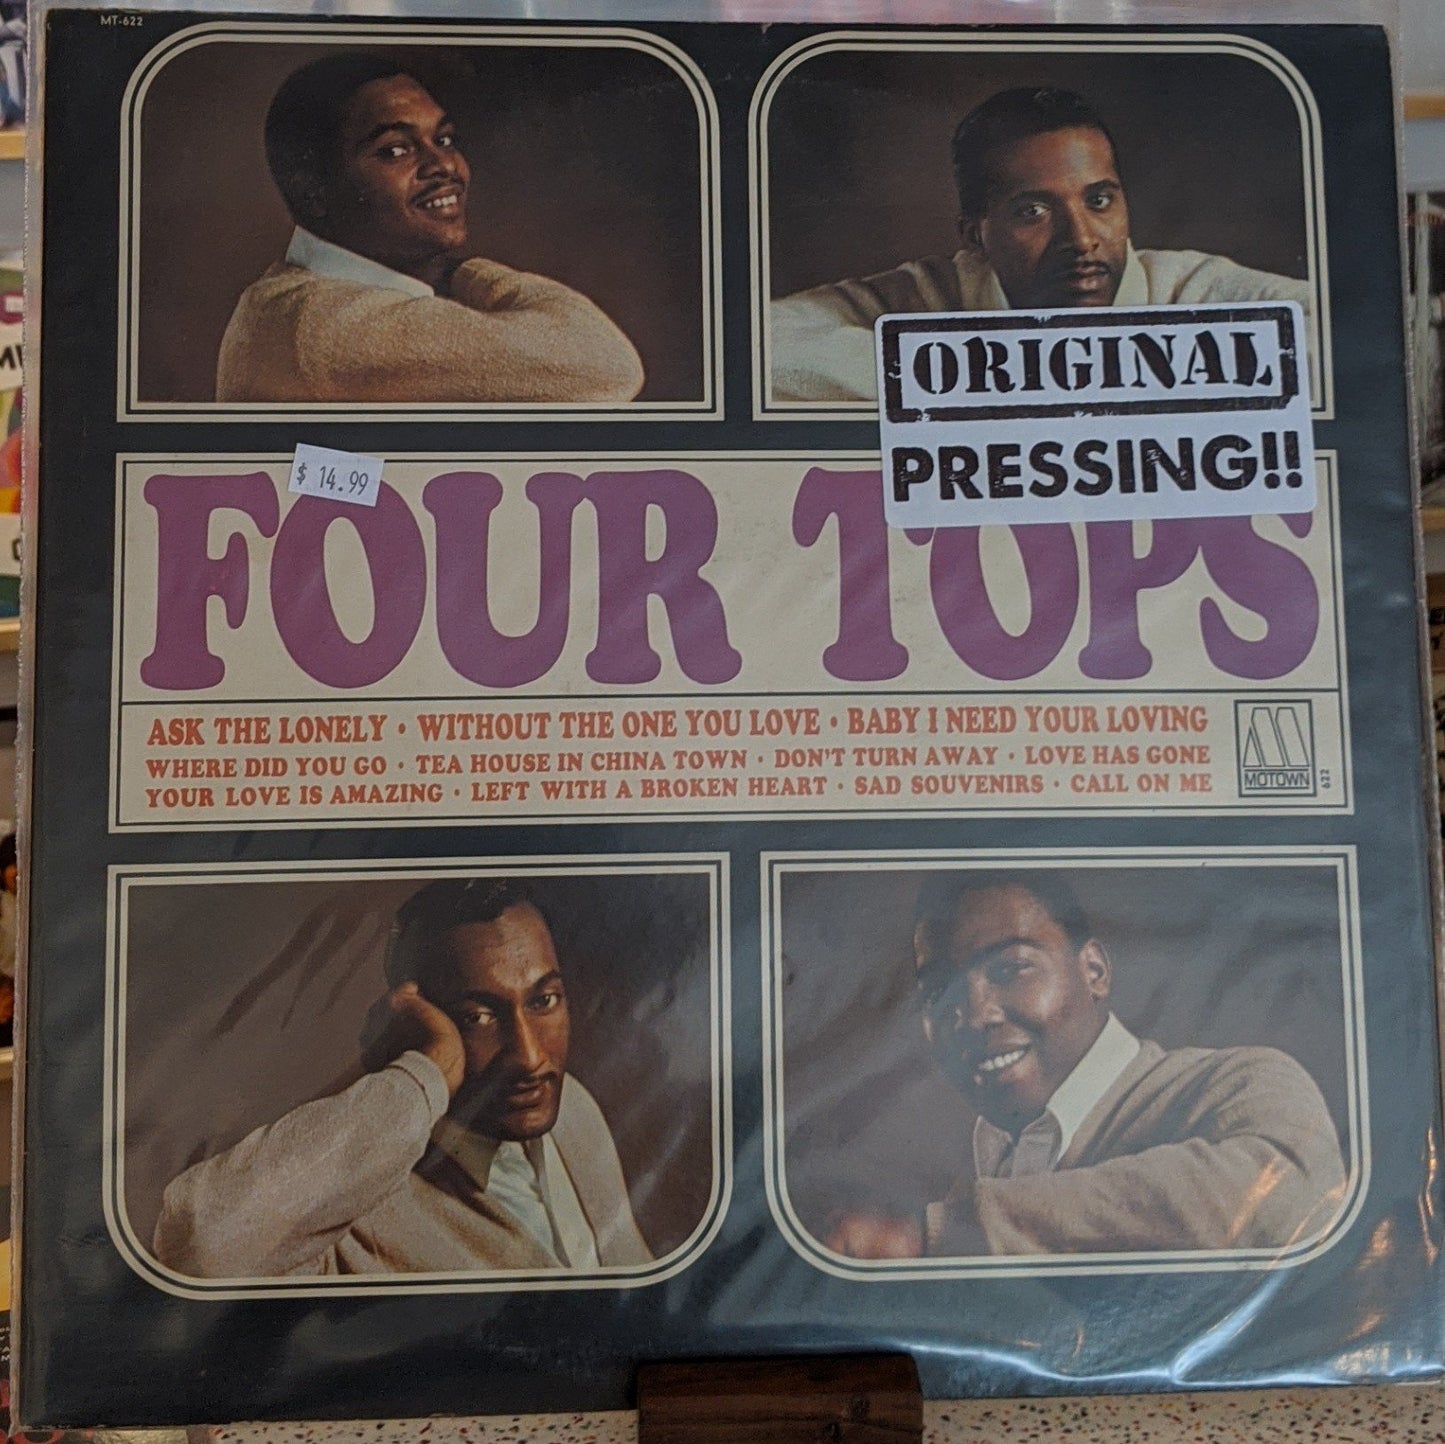 MT-622
ORIGINAL
PRESSING!!
$ 14.99
FOUR TOPS
ASK THE LONELY • WITHOUT THE ONE YOU LOVE • BABY I NEED YOUR LOVING
WHERE DID YOU GO • TEA HOUSE IN CHINA TOWN • DON'T TURN AWAY • LOVE HAS GONE
YOUR LOVE IS AMAZING • LEFT WITH A BROKEN HEART • SAD SOUVENIRS • CALL ON ME
M
MOTOWN
622